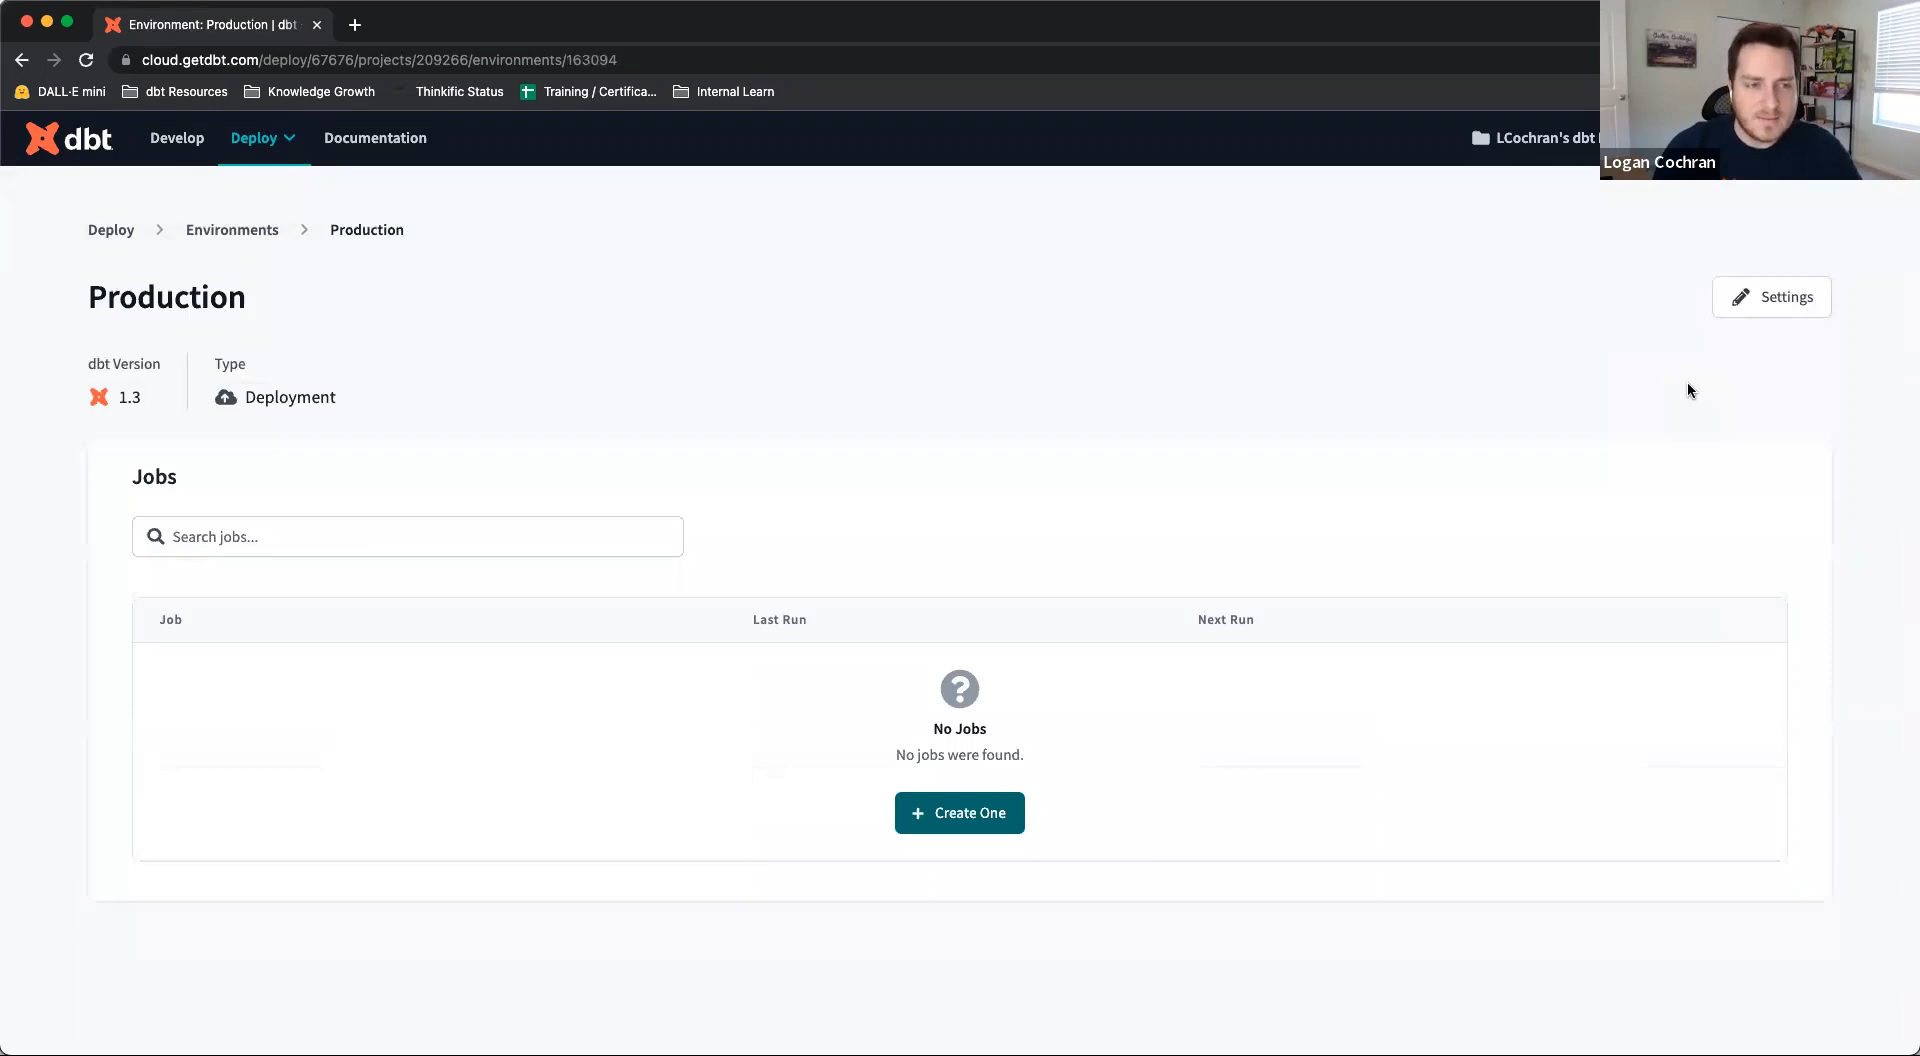 Environment: Production | dbt
cloud.getdbt.com/deploy/67676/projects/209266/environments/163094
DALL·E mini dbt Resources Knowledge Growth Thinkific Status Training / Certifica... Internal Learn
dbt Develop Deploy Documentation LCochran's dbt
Logan Cochran
Deploy > Environments > Production
Production
Settings
dbt Version Type
1.3 Deployment
Jobs
Search jobs...
Job Last Run Next Run
No Jobs
No jobs were found.
+ Create One